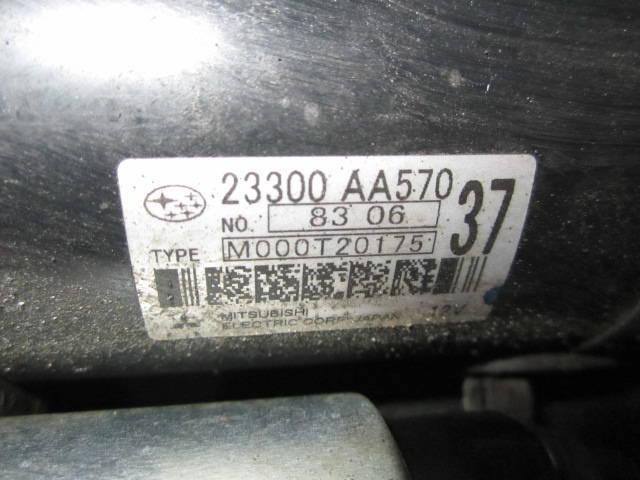 23300 AA570
37
NO. 83 06
TYPE M000T20175
MITSUBISHI
ELECTRIC CORP. JAPAN 12V